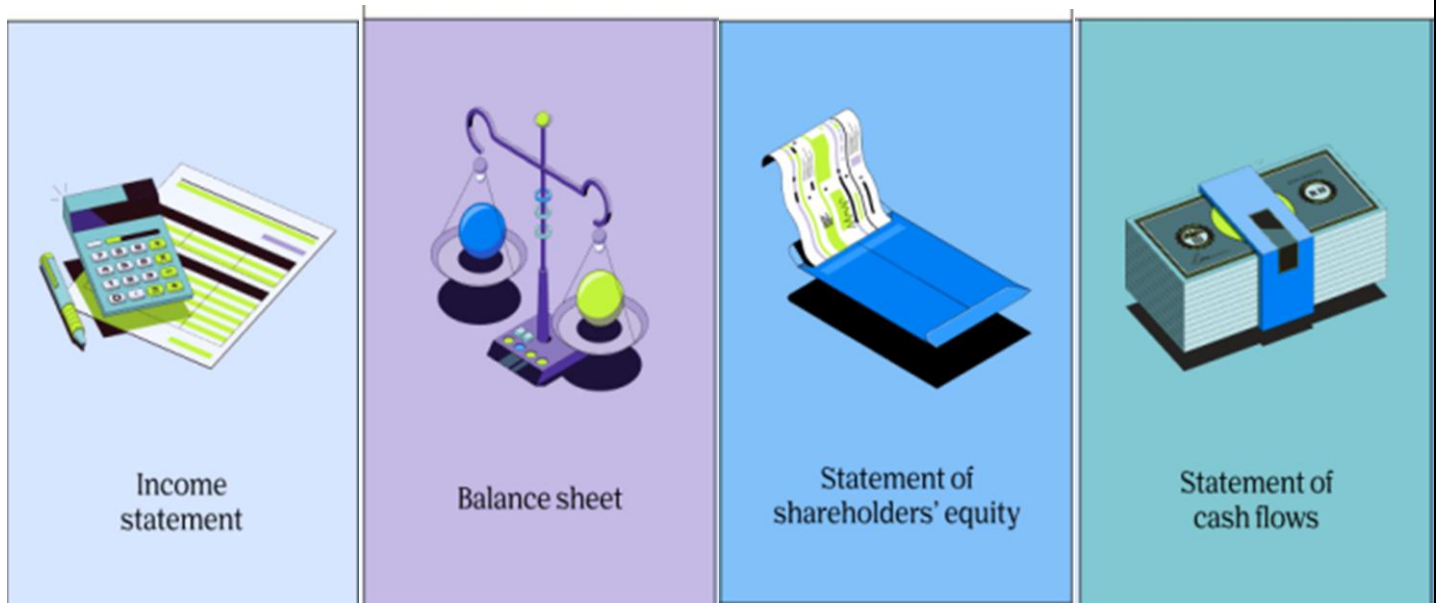 Income
statement
Balance sheet
Statement of
shareholders’ equity
Statement of
cash flows